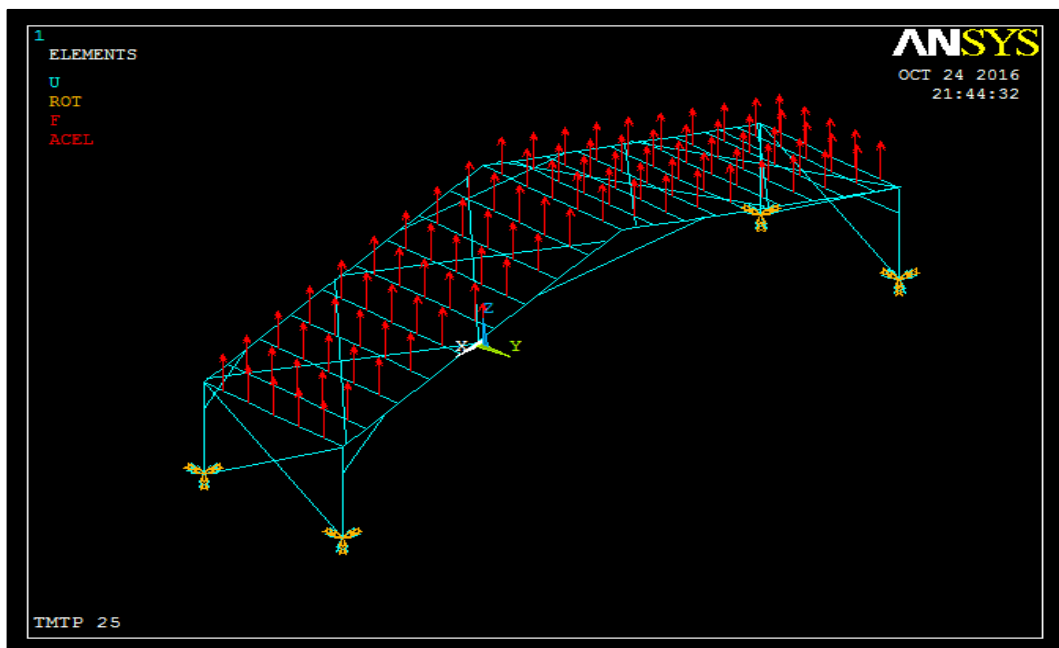 1
ELEMENTS
U
ROT
F
ACEL
ANSYS
OCT 24 2016
21:44:32
Z
X
Y
TMTP 25